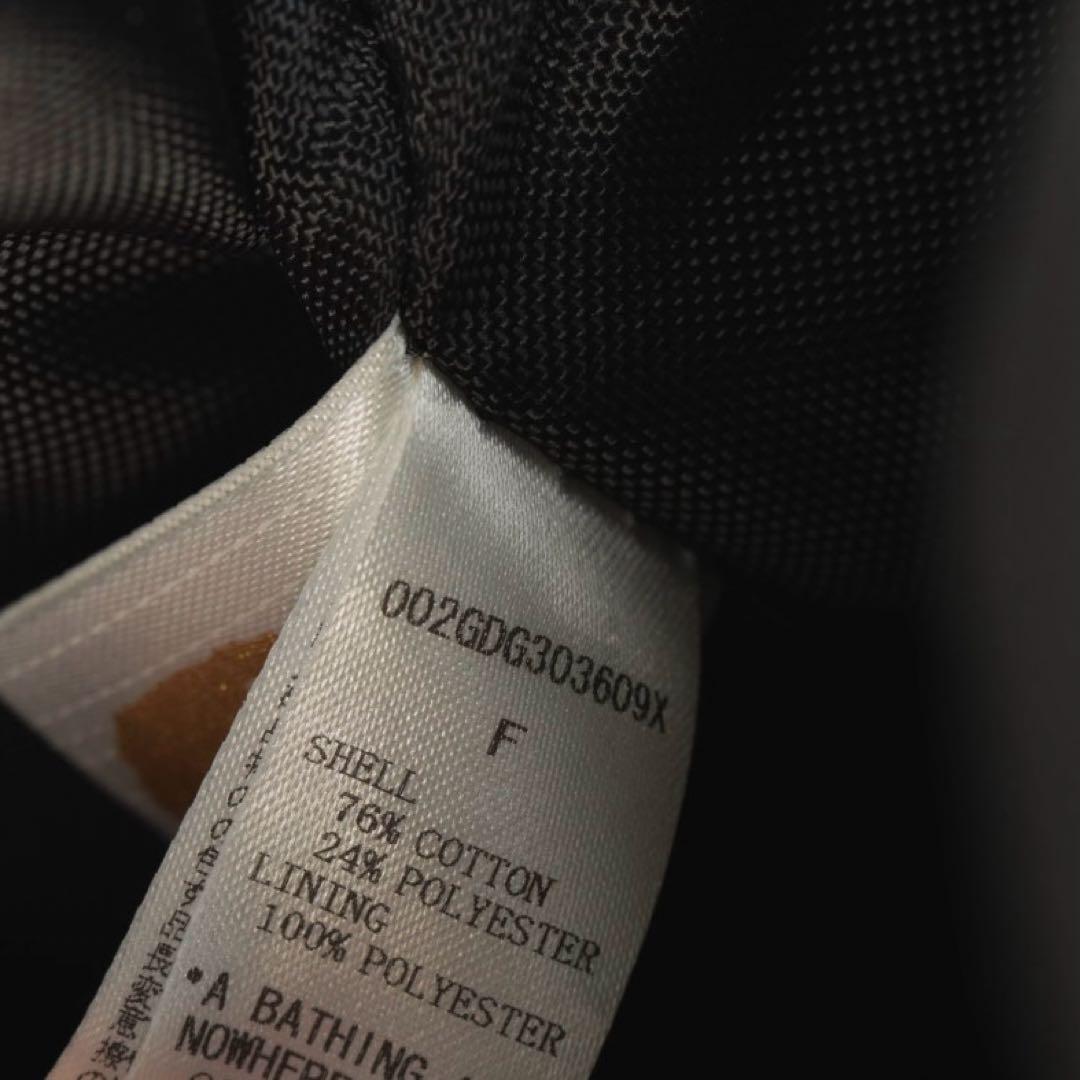 002GDG303609X
F
SHELL
76% COTTON
24% POLYESTER
LINING
100% POLYESTER
*A BATHING
NOWHERE